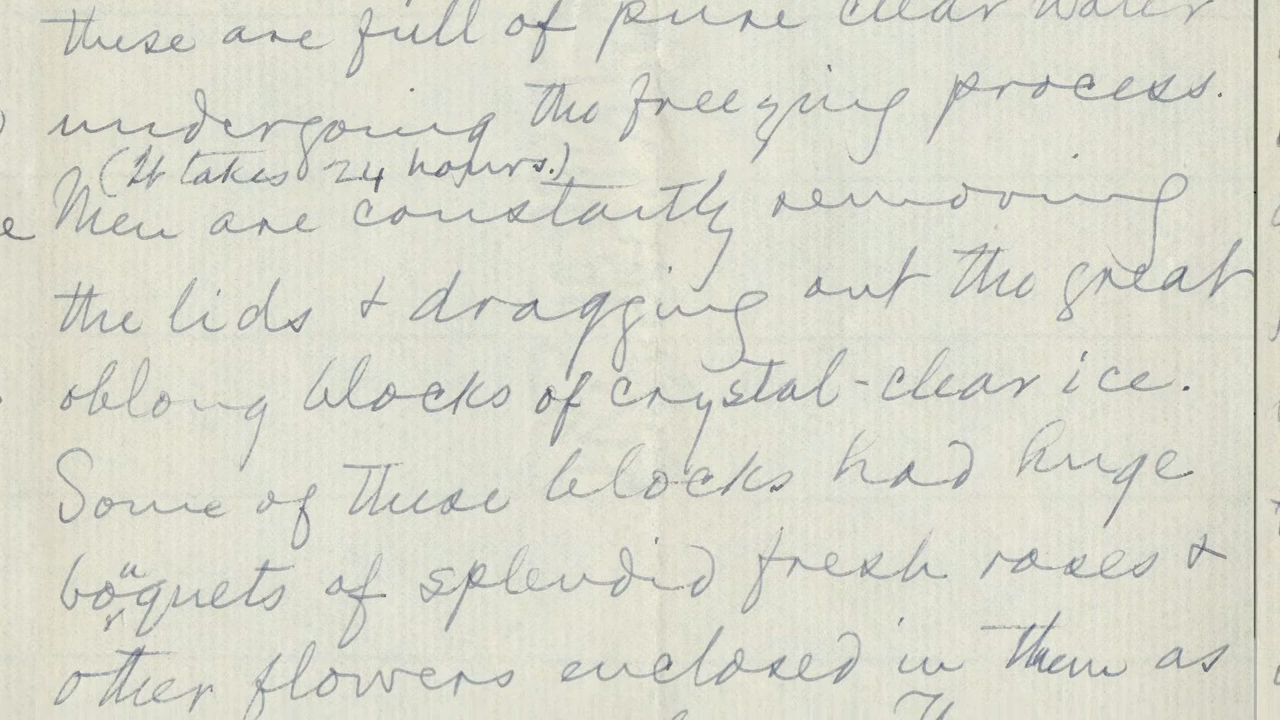 these are full of pure clear water
undergoing the freezing process.
(It takes 24 hours.)
Men are constantly removing
the lids & dragging out the great
oblong blocks of crystal-clear ice.
Some of these blocks had huge
boquets of splendid fresh roses &
other flowers enclosed in them as